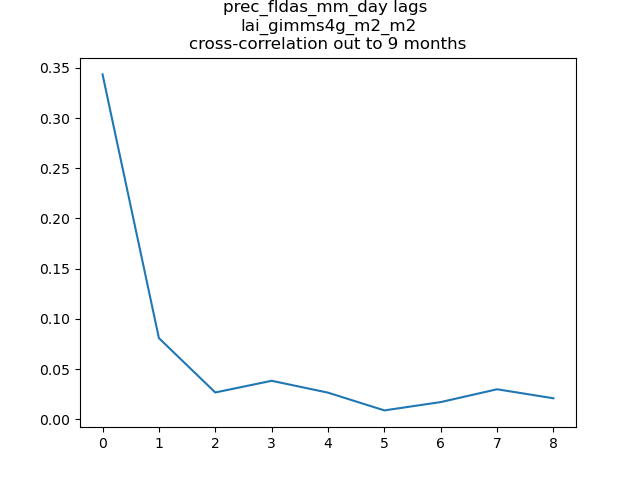 prec_fldas_mm_day lags
lai_gimms4g_m2_m2
cross-correlation out to 9 months
0.35
0.30
0.25
0.20
0.15
0.10
0.05
0.00
0 1 2 3 4 5 6 7 8